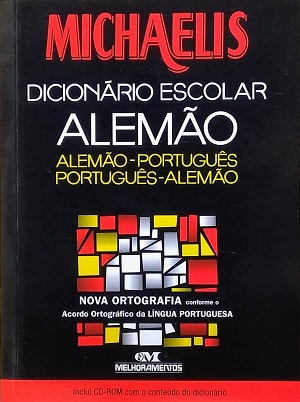 MICHAELIS
DICIONÁRIO ESCOLAR
ALEMÃO
ALEMÃO-PORTUGUÊS
PORTUGUÊS-ALEMÃO
NOVA ORTOGRAFIA conforme o
Acordo Ortográfico da LÍNGUA PORTUGUESA
MELHORAMENTOS
Inclui CD-ROM com o conteúdo do dicionário